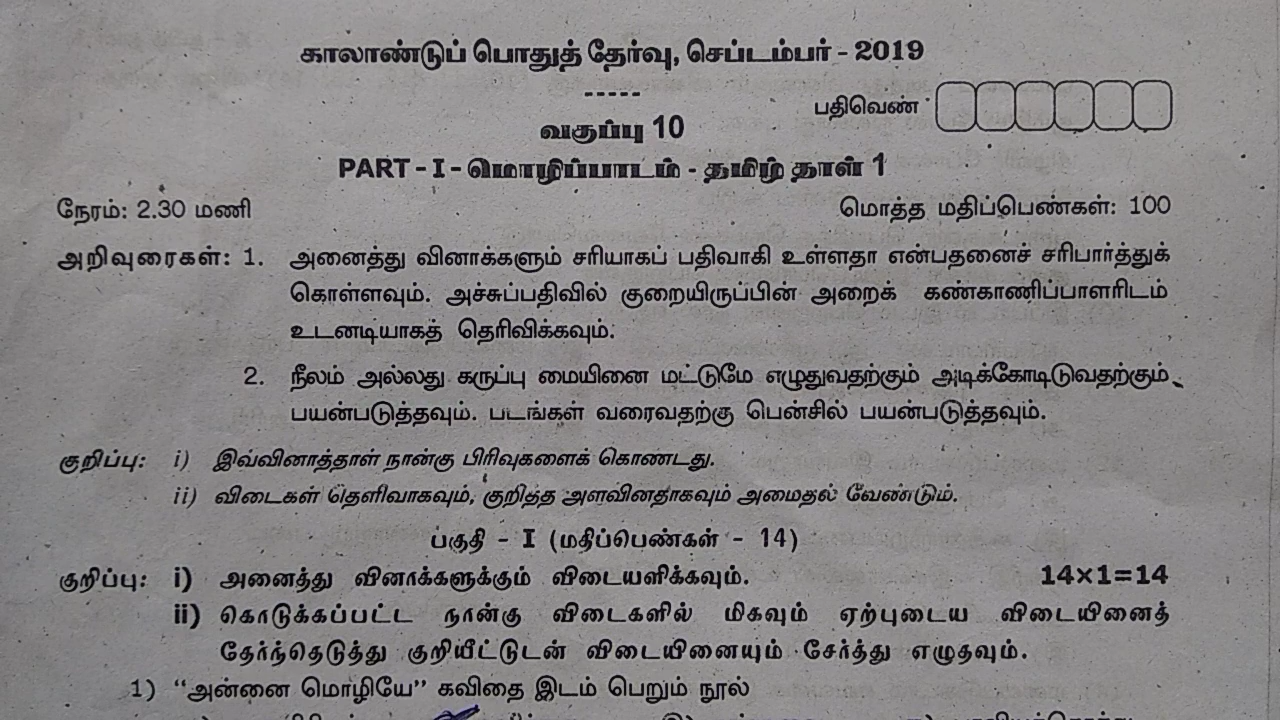 காலாண்டுப் பொதுத் தேர்வு, செப்டம்பர் - 2019
-----
பதிவெண்
வகுப்பு 10
PART - I - மொழிப்பாடம் - தமிழ் தாள் 1
நேரம்: 2.30 மணி மொத்த மதிப்பெண்கள்: 100
அறிவுரைகள்: 1. அனைத்து வினாக்களும் சரியாகப் பதிவாகி உள்ளதா என்பதனைச் சரிபார்த்துக்
கொள்ளவும். அச்சுப்பதிவில் குறையிருப்பின் அறைக் கண்காணிப்பாளரிடம்
உடனடியாகத் தெரிவிக்கவும்.
2. நீலம் அல்லது கருப்பு மையினை மட்டுமே எழுதுவதற்கும் அடிக்கோடிடுவதற்கும்
பயன்படுத்தவும். படங்கள் வரைவதற்கு பென்சில் பயன்படுத்தவும்.
குறிப்பு: i) இவ்வினாத்தாள் நான்கு பிரிவுகளைக் கொண்டது.
ii) விடைகள் தெளிவாகவும், குறித்த அளவினதாகவும் அமைதல் வேண்டும்.
பகுதி - I (மதிப்பெண்கள் - 14)
குறிப்பு: i) அனைத்து வினாக்களுக்கும் விடையளிக்கவும். 14×1=14
ii) கொடுக்கப்பட்ட நான்கு விடைகளில் மிகவும் ஏற்புடைய விடையினைத்
தேர்ந்தெடுத்து குறியீட்டுடன் விடையினையும் சேர்த்து எழுதவும்.
1) "அன்னை மொழியே" கவிதை இடம் பெறும் நூல்